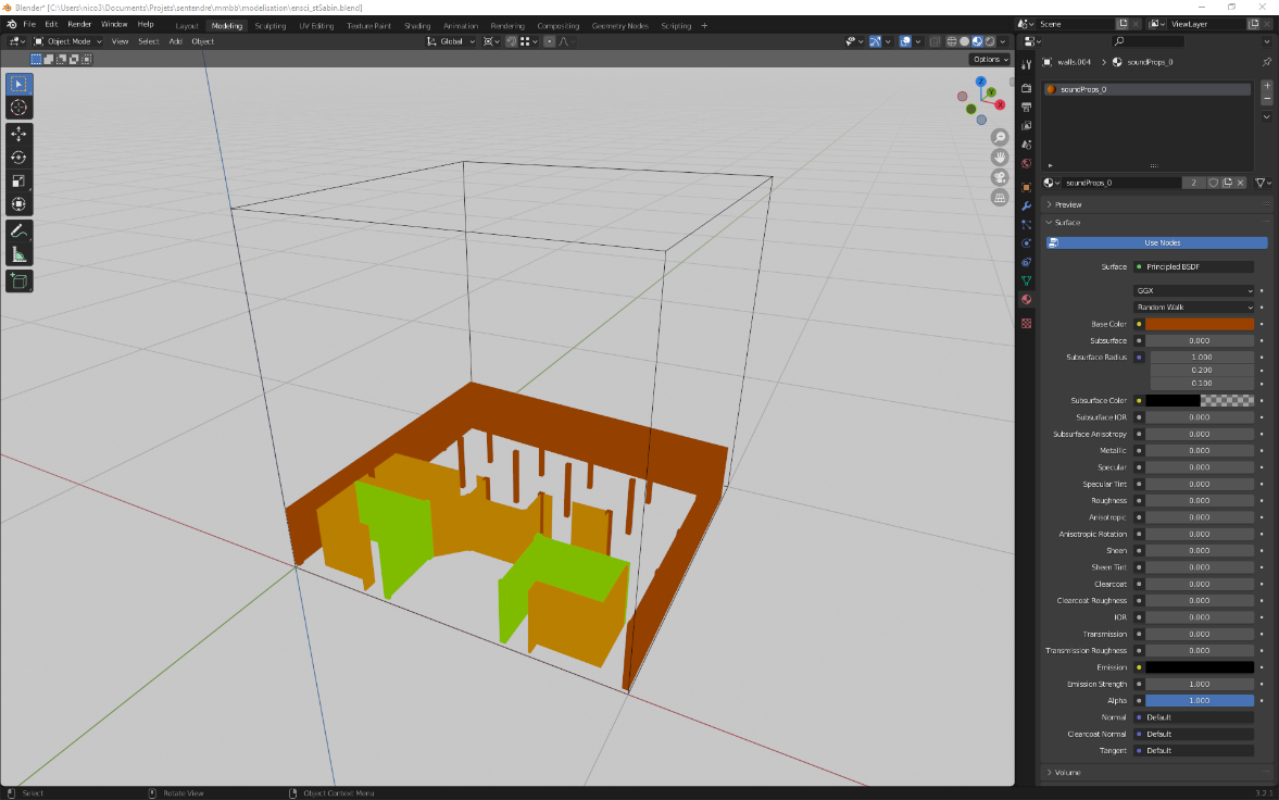 Blender* [C:\Users\nico3\Documents\Projets\sentendre\mmbb\modelisation\ensci_stSabin.blend]
File Edit Render Window Help Layout Modeling Sculpting UV Editing Texture Paint Shading Animation Rendering Compositing Geometry Nodes Scripting + Scene ViewLayer
Object Mode View Select Add Object Global
Options
walls.004 > soundProps_0
Z
Y
X
soundProps_0
soundProps_0 2
Preview
Surface
Use Nodes
Surface Principled BSDF
GGX
Random Walk
Base Color
Subsurface 0.000
Subsurface Radius 1.000
0.200
0.100
Subsurface Color
Subsurface IOR 0.000
Subsurface Anisotropy 0.000
Metallic 0.000
Specular 0.000
Specular Tint 0.000
Roughness 0.000
Anisotropic 0.000
Anisotropic Rotation 0.000
Sheen 0.000
Sheen Tint 0.000
Clearcoat 0.000
Clearcoat Roughness 0.000
IOR 0.000
Transmission 0.000
Transmission Roughness 0.000
Emission
Emission Strength 1.000
Alpha 1.000
Normal Default
Clearcoat Normal Default
Tangent Default
Volume
Select Rotate View Object Context Menu 3.2.1